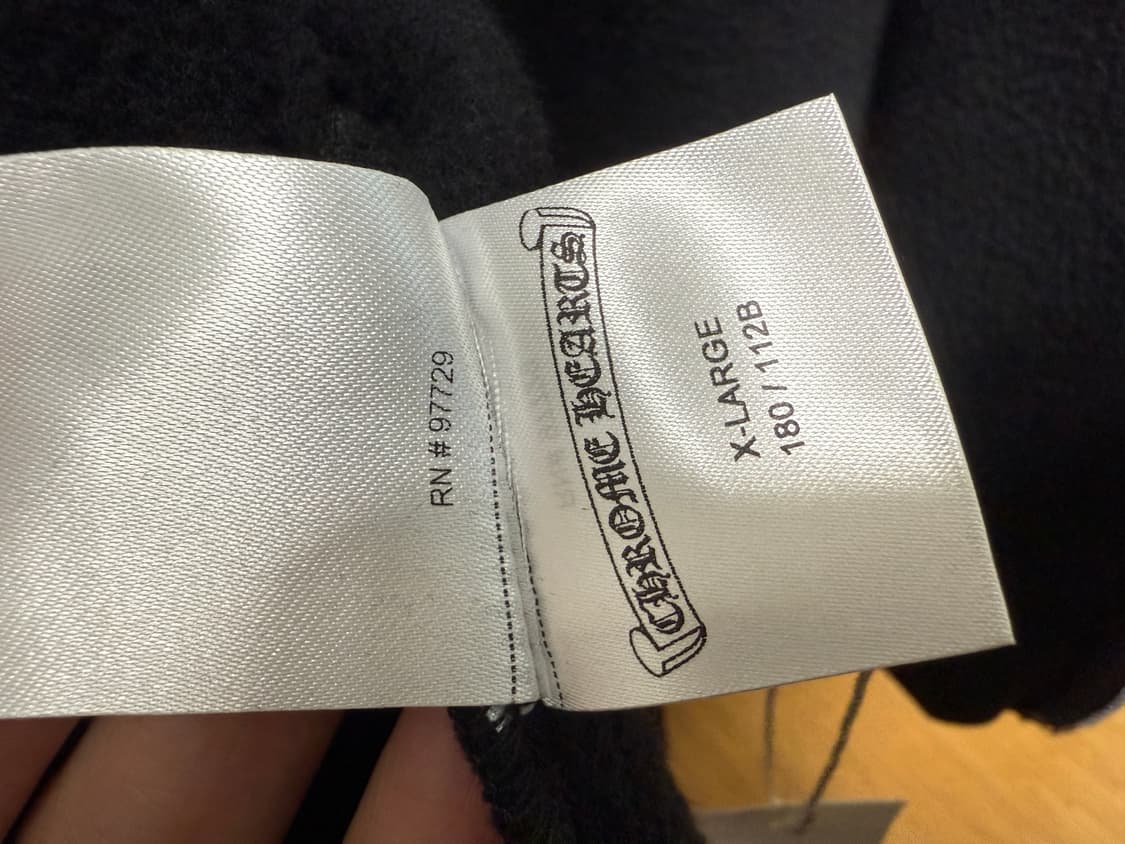 RN # 97729
CHROME HEARTS
X-LARGE
180 / 112B